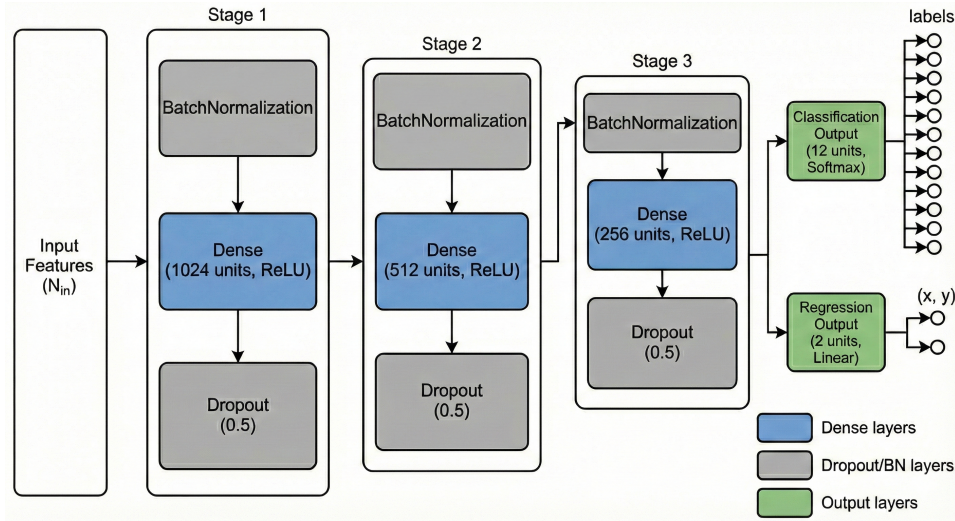 Stage 1
Stage 2
Stage 3
Input
Features
(N_in)
BatchNormalization
Dense
(1024 units, ReLU)
Dropout
(0.5)
BatchNormalization
Dense
(512 units, ReLU)
Dropout
(0.5)
BatchNormalization
Dense
(256 units, ReLU)
Dropout
(0.5)
Classification
Output
(12 units,
Softmax)
labels
Regression
Output
(2 units,
Linear)
(x, y)
Dense layers
Dropout/BN layers
Output layers